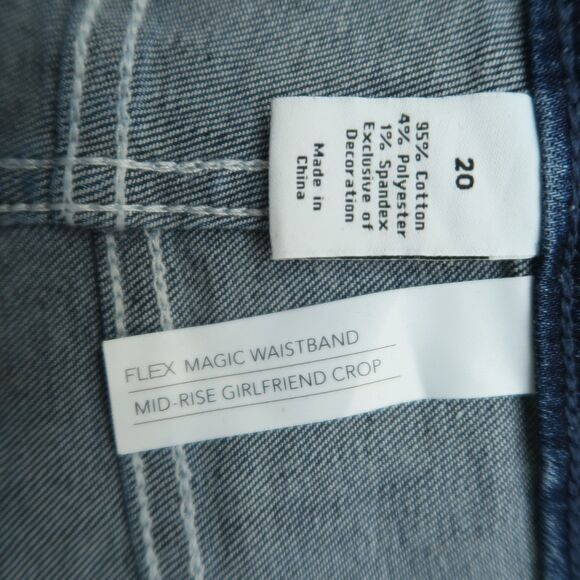 20
95% Cotton
4% Polyester
1% Spandex
Exclusive of
Decoration
Made in
China
FLEX MAGIC WAISTBAND
MID-RISE GIRLFRIEND CROP